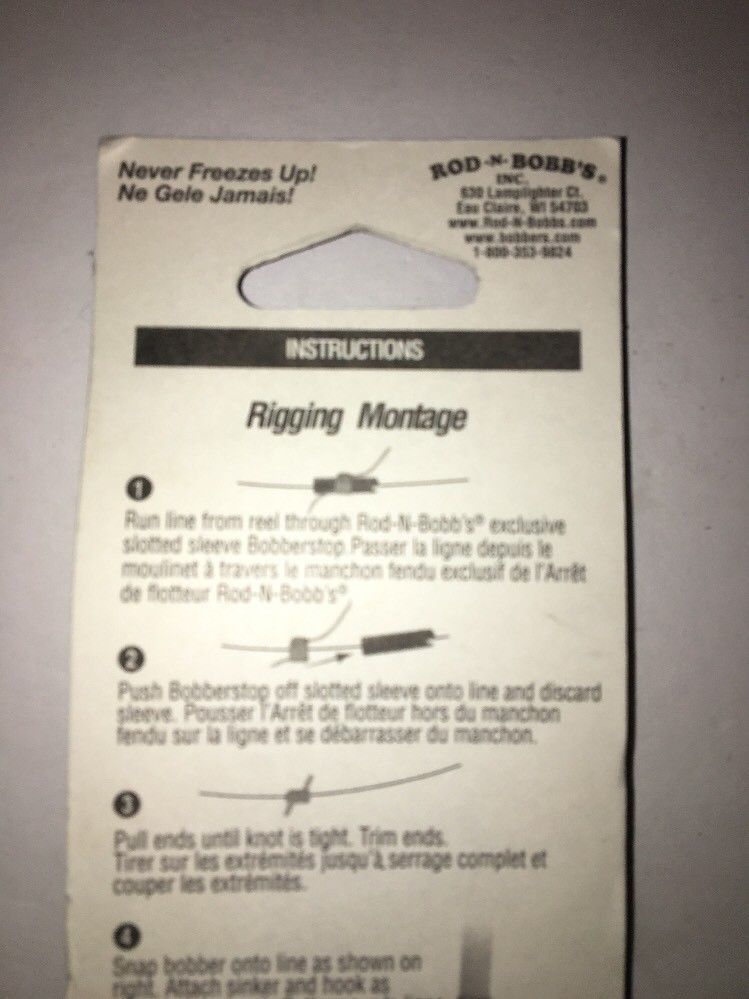 Never Freezes Up!
Ne Gele Jamais!
ROD-N-BOBB'S®
INC.
630 Lamplighter Ct.
Eau Claire, WI 54703
www.Rod-N-Bobbs.com
www.bobbers.com
1-800-353-9824
INSTRUCTIONS
Rigging Montage
1
Run line from reel through Rod-N-Bobb's® exclusive
slotted sleeve Bobberstop.Passer la ligne depuis le
moulinet à travers le manchon fendu exclusif de l'Arrêt
de flotteur Rod-N-Bobb's®
2
Push Bobberstop off slotted sleeve onto line and discard
sleeve. Pousser l'Arrêt de flotteur hors du manchon
fendu sur la ligne et se débarrasser du manchon.
3
Pull ends until knot is tight. Trim ends.
Tirer sur les extrémités jusqu'à serrage complet et
couper les extrémités.
4
Snap bobber onto line as shown on
right. Attach sinker and hook as